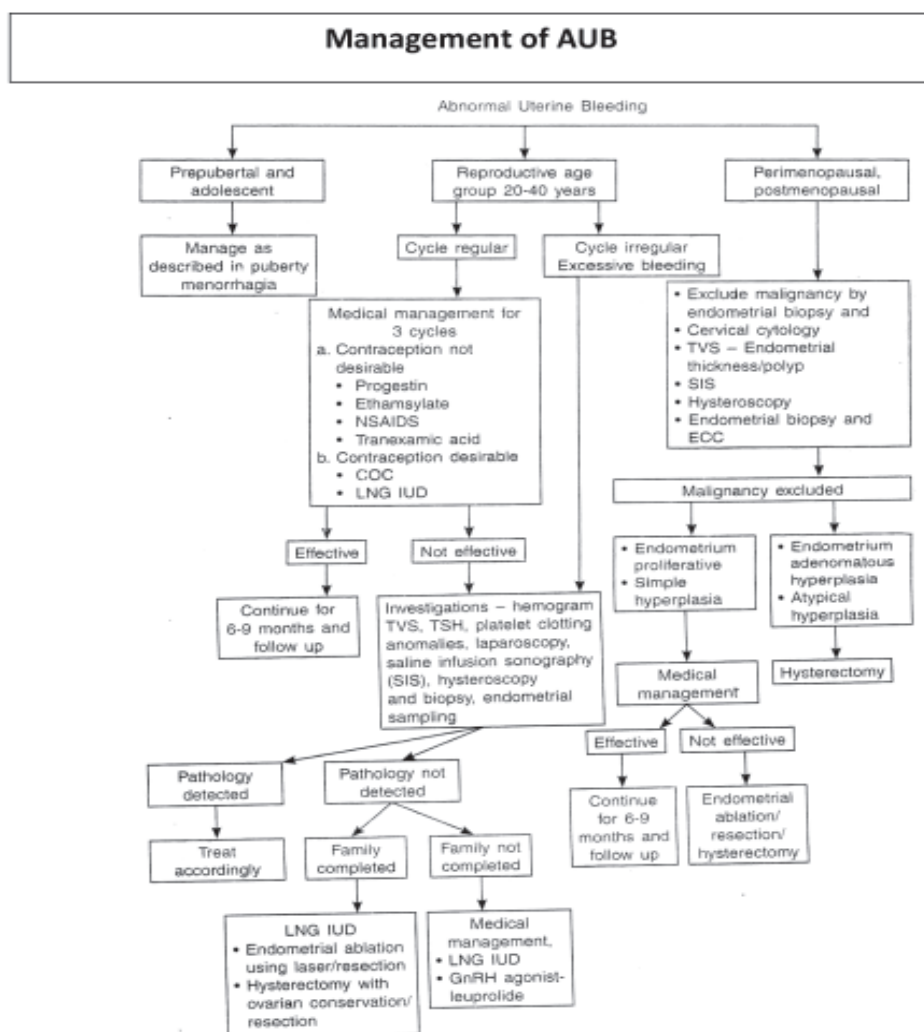 Management of AUB
Abnormal Uterine Bleeding
Prepubertal and
adolescent
Reproductive age
group 20-40 years
Perimenopausal,
postmenopausal
Manage as
described in puberty
menorrhagia
Cycle regular
Cycle irregular
Excessive bleeding
Medical management for
3 cycles
a. Contraception not
desirable
• Progestin
• Ethamsylate
• NSAIDS
• Tranexamic acid
b. Contraception desirable
• COC
• LNG IUD
• Exclude malignancy by
endometrial biopsy and
• Cervical cytology
• TVS – Endometrial
thickness/polyp
• SIS
• Hysteroscopy
• Endometrial biopsy and
ECC
Malignancy excluded
Effective
Not effective
• Endometrium
proliferative
• Simple
hyperplasia
• Endometrium
adenomatous
hyperplasia
• Atypical
hyperplasia
Continue for
6-9 months and
follow up
Investigations – hemogram
TVS, TSH, platelet clotting
anomalies, laparoscopy,
saline infusion sonography
(SIS), hysteroscopy
and biopsy, endometrial
sampling
Medical
management
Hysterectomy
Effective
Not effective
Pathology
detected
Pathology not
detected
Continue
for 6-9
months and
follow up
Endometrial
ablation/
resection/
hysterectomy
Treat
accordingly
Family
completed
Family not
completed
LNG IUD
• Endometrial ablation
using laser/resection
• Hysterectomy with
ovarian conservation/
resection
Medical
management,
• LNG IUD
• GnRH agonist-
leuprolide